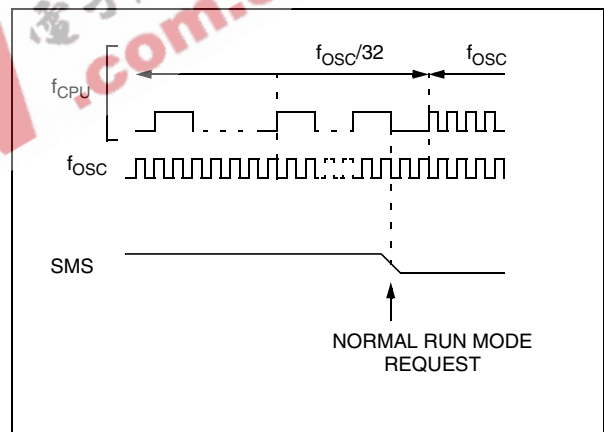 .com.
fOSC/32
fOSC
fCPU
fOSC
SMS
NORMAL RUN MODE
REQUEST